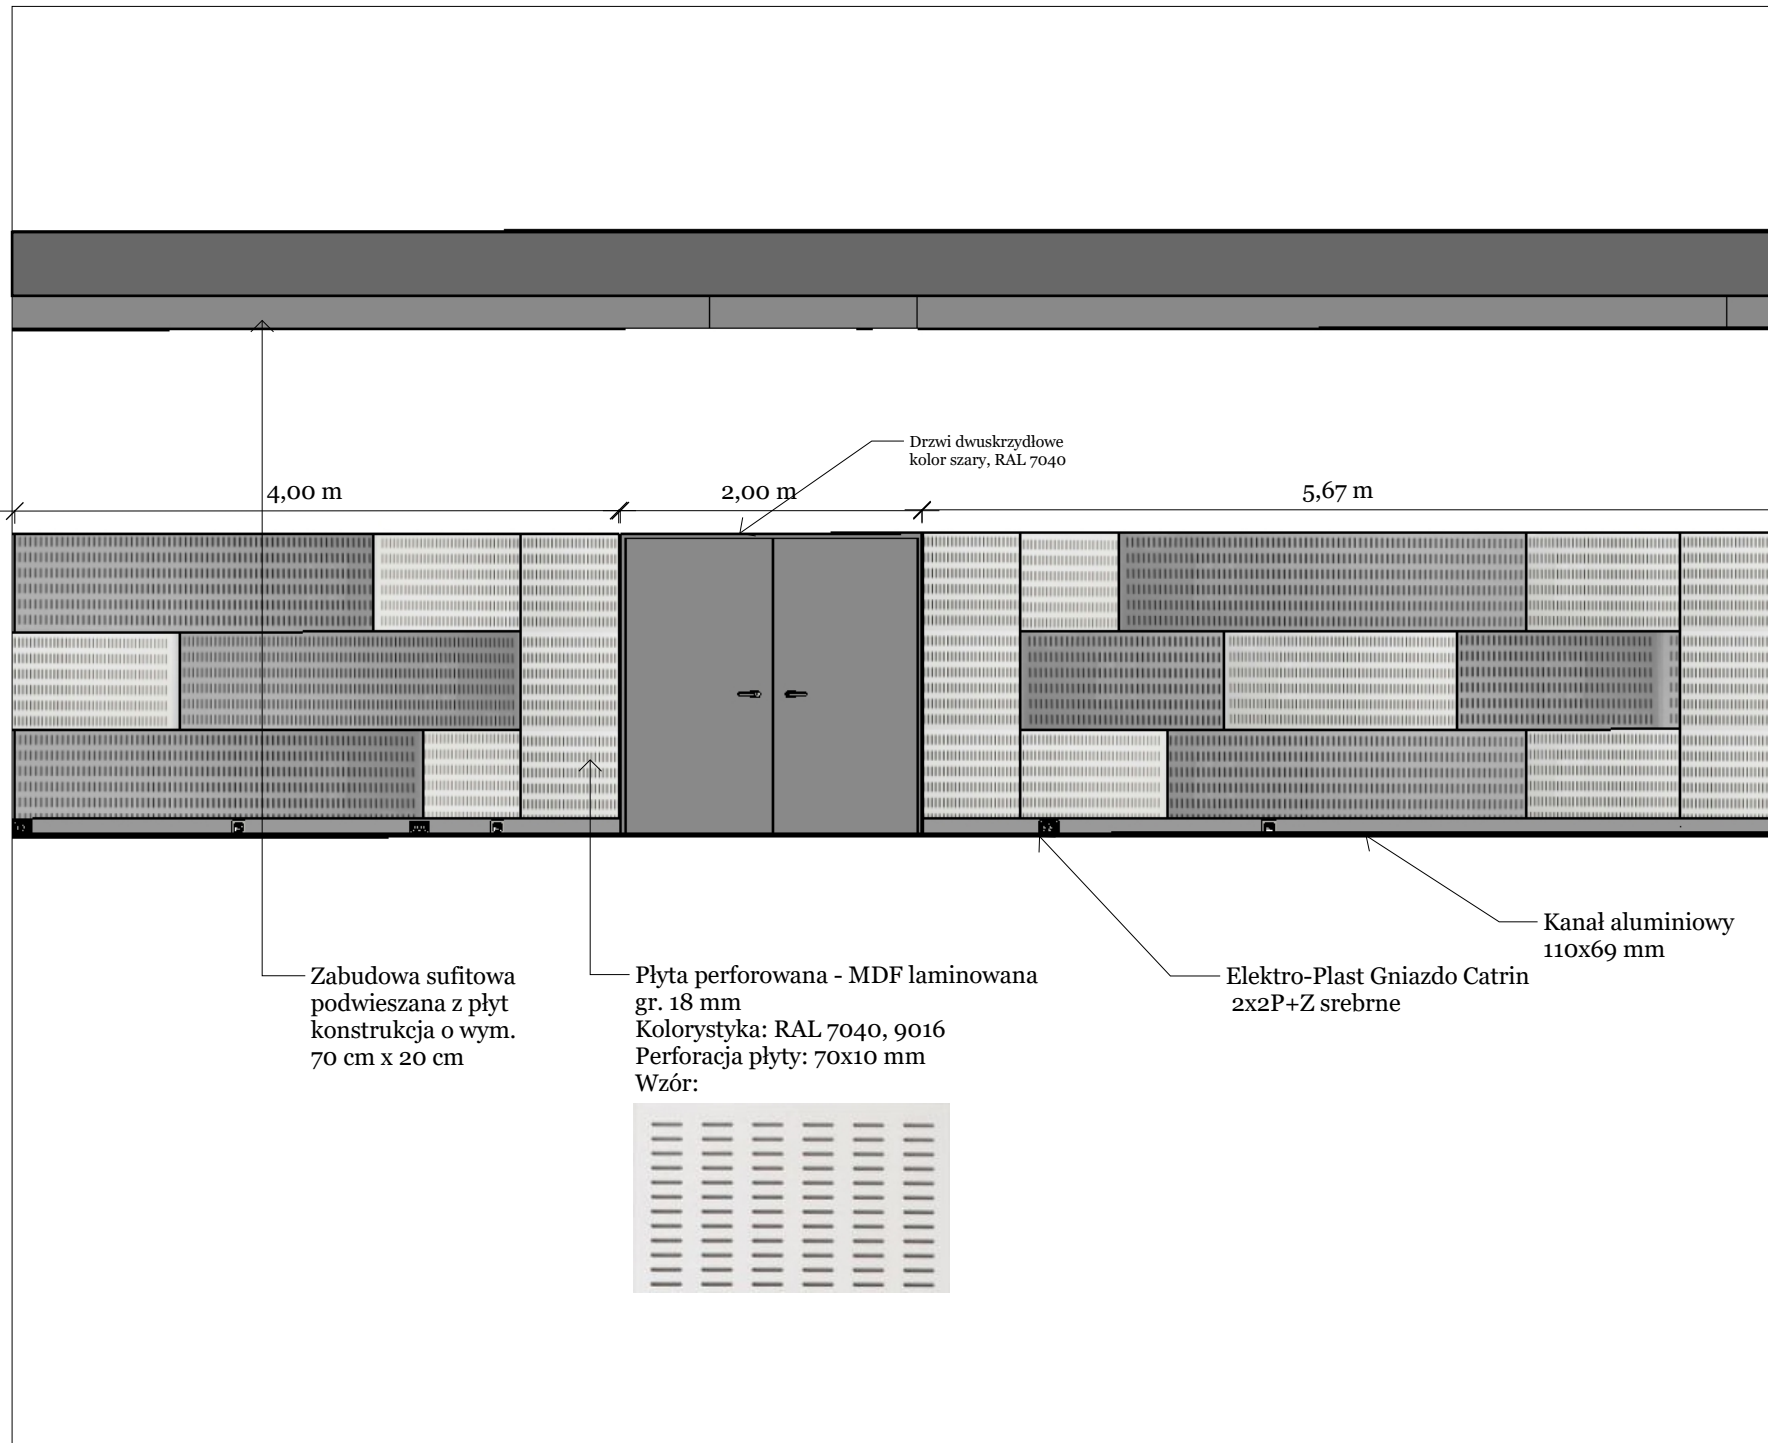 Drzwi dwuskrzydłowe
kolor szary, RAL 7040
4,00 m
2,00 m
5,67 m
Kanał aluminiowy
110x69 mm
Zabudowa sufitowa
podwieszana z płyt
konstrukcja o wym.
70 cm x 20 cm
Płyta perforowana - MDF laminowana
gr. 18 mm
Kolorystyka: RAL 7040, 9016
Perforacja płyty: 70x10 mm
Wzór:
Elektro-Plast Gniazdo Catrin
2x2P+Z srebrne